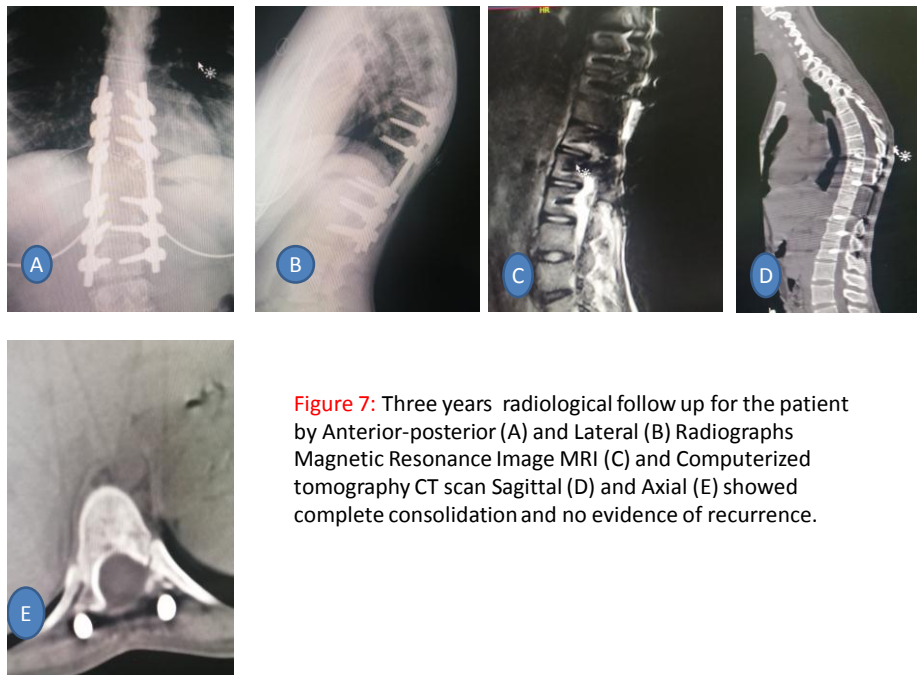 HR
A
B
C
D
E
Figure 7: Three years radiological follow up for the patient
by Anterior-posterior (A) and Lateral (B) Radiographs
Magnetic Resonance Image MRI (C) and Computerized
tomography CT scan Sagittal (D) and Axial (E) showed
complete consolidation and no evidence of recurrence.